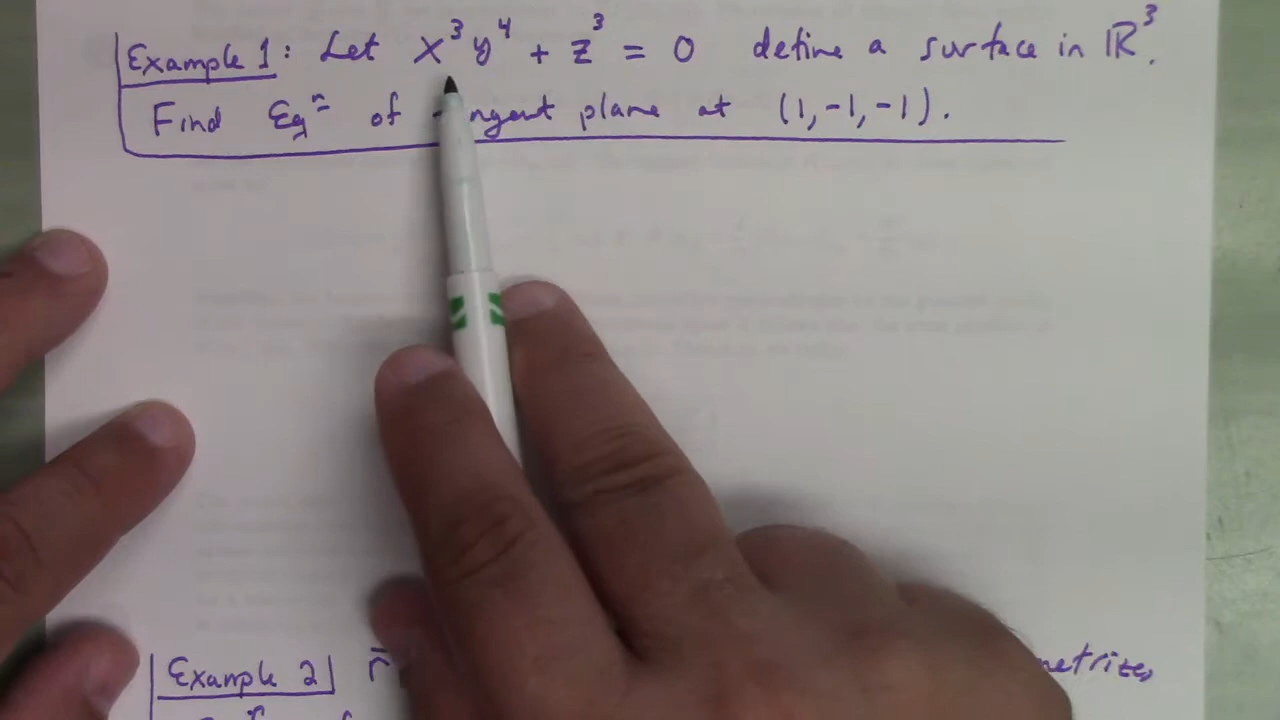 Example 1: Let x³y⁴ + z³ = 0 define a surface in ℝ³.
Find Eqⁿ of tangent plane at (1, -1, -1).
Example 2